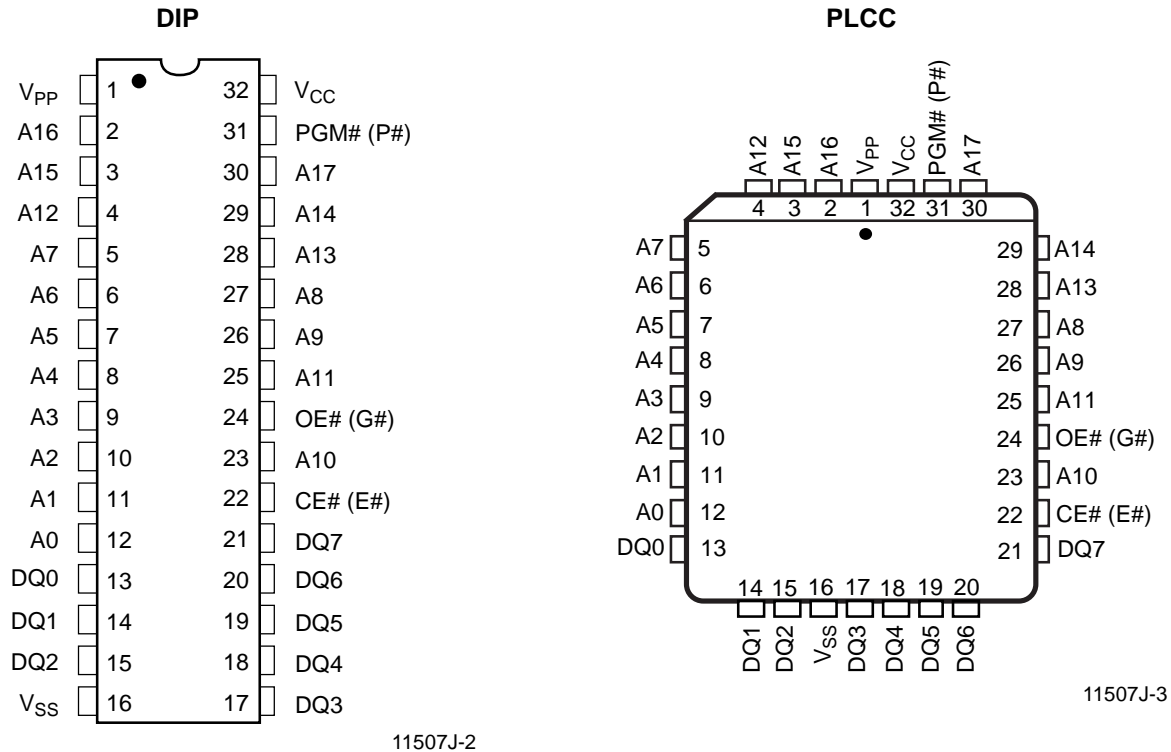 DIP
VPP 1 32 VCC
A16 2 31 PGM# (P#)
A15 3 30 A17
A12 4 29 A14
A7 5 28 A13
A6 6 27 A8
A5 7 26 A9
A4 8 25 A11
A3 9 24 OE# (G#)
A2 10 23 A10
A1 11 22 CE# (E#)
A0 12 21 DQ7
DQ0 13 20 DQ6
DQ1 14 19 DQ5
DQ2 15 18 DQ4
VSS 16 17 DQ3
11507J-2
PLCC
A12 A15 A16 VPP VCC PGM# (P#) A17
4 3 2 1 32 31 30
A7 5 29 A14
A6 6 28 A13
A5 7 27 A8
A4 8 26 A9
A3 9 25 A11
A2 10 24 OE# (G#)
A1 11 23 A10
A0 12 22 CE# (E#)
DQ0 13 21 DQ7
14 15 16 17 18 19 20
DQ1 DQ2 VSS DQ3 DQ4 DQ5 DQ6
11507J-3